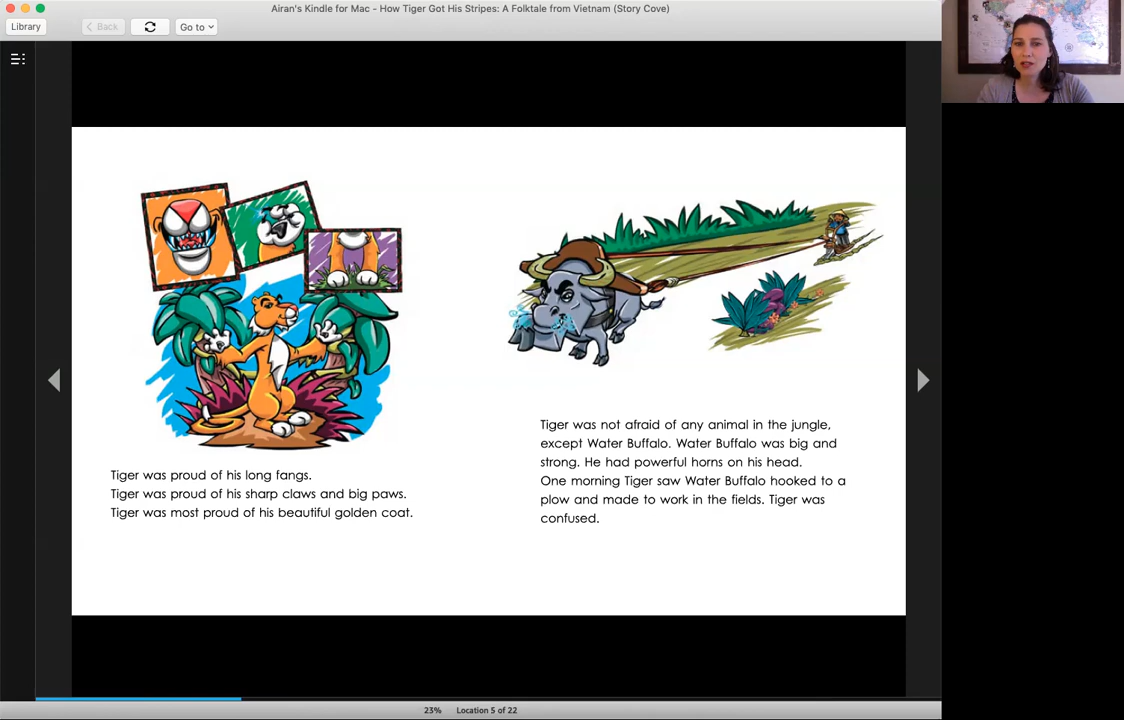 Airan's Kindle for Mac - How Tiger Got His Stripes: A Folktale from Vietnam (Story Cove)
Library
Back
Go to
Tiger was proud of his long fangs.
Tiger was proud of his sharp claws and big paws.
Tiger was most proud of his beautiful golden coat.
Tiger was not afraid of any animal in the jungle,
except Water Buffalo. Water Buffalo was big and
strong. He had powerful horns on his head.
One morning Tiger saw Water Buffalo hooked to a
plow and made to work in the fields. Tiger was
confused.
23%
Location 5 of 22